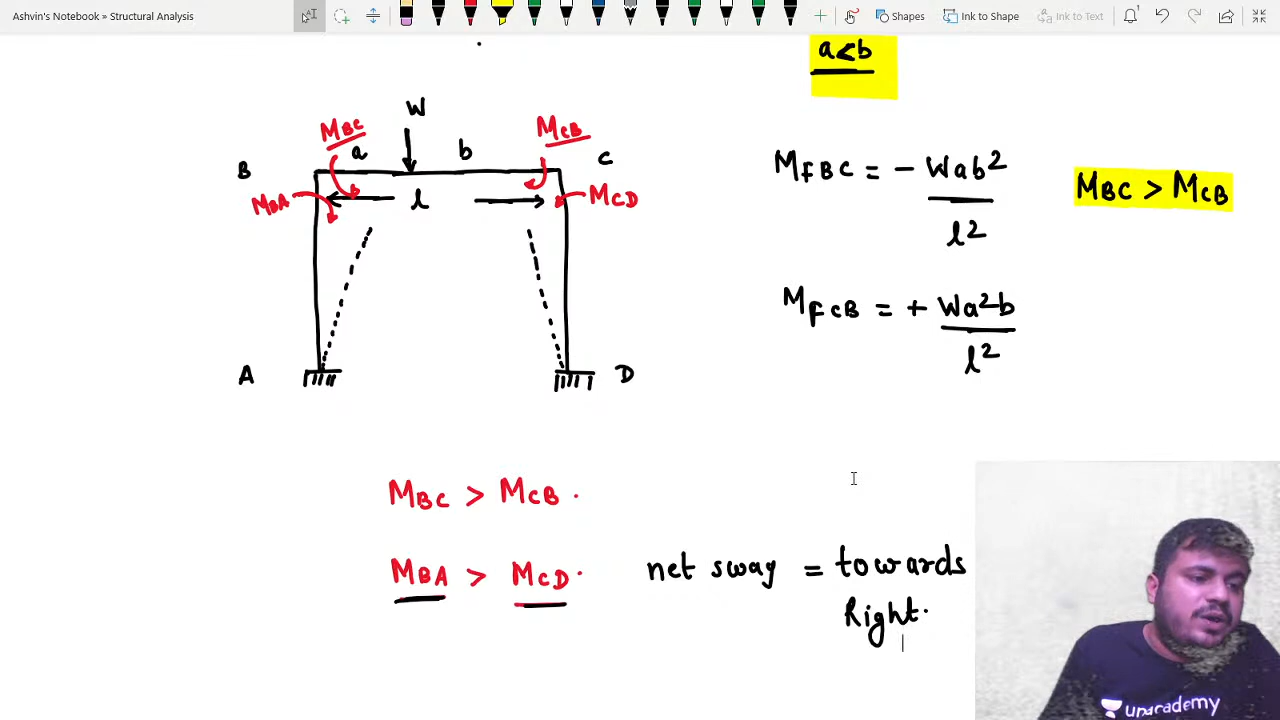 Ashvin's Notebook » Structural Analysis
Shapes
Ink to Shape
Ink to Text
a<b
W
MBC
a
b
MCB
B
C
MBA
l
MCD
A
D
MFBC = - Wab²
l²
MBC > MCB
MFCB = + Wa²b
l²
MBC > MCB.
MBA > MCD.
net sway = towards
Right.
unacademy